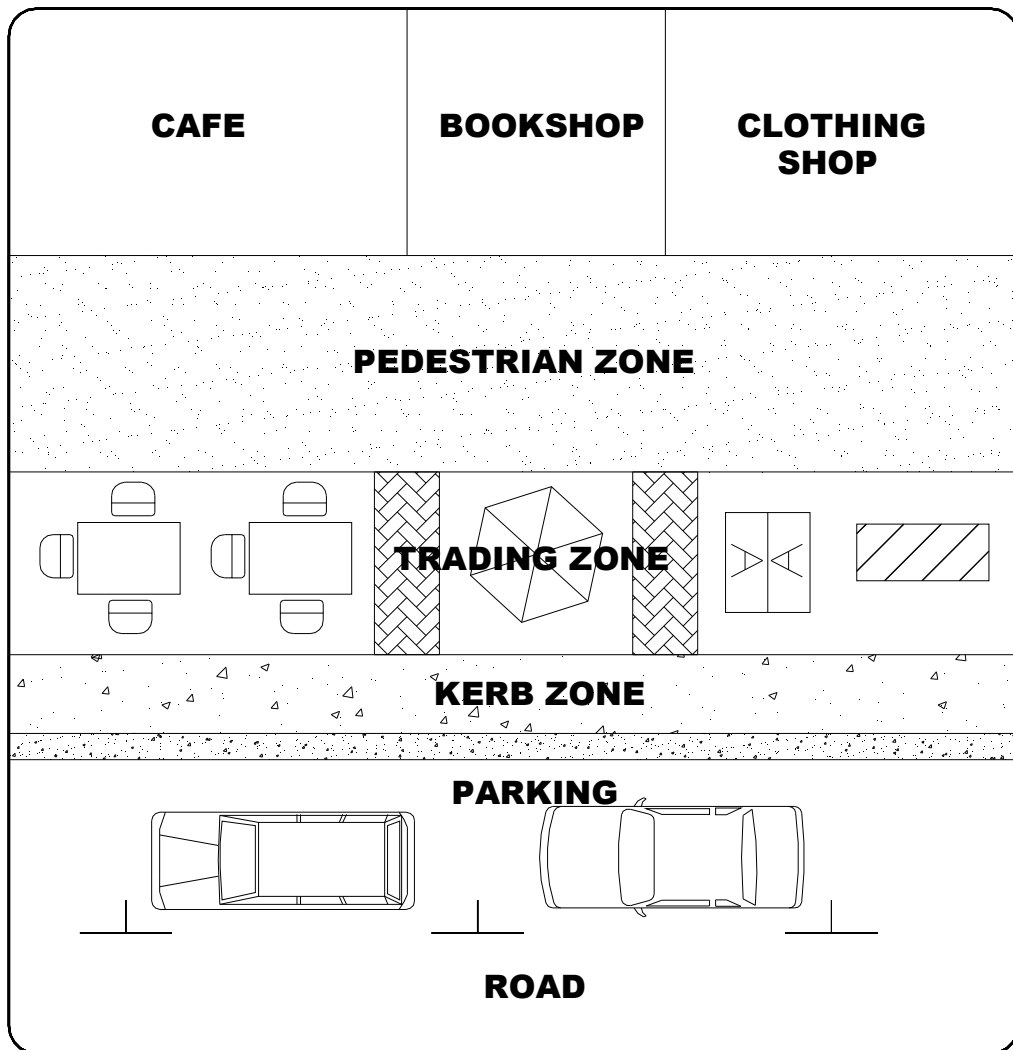 CAFE
BOOKSHOP
CLOTHING
SHOP
PEDESTRIAN ZONE
TRADING ZONE
KERB ZONE
PARKING
ROAD